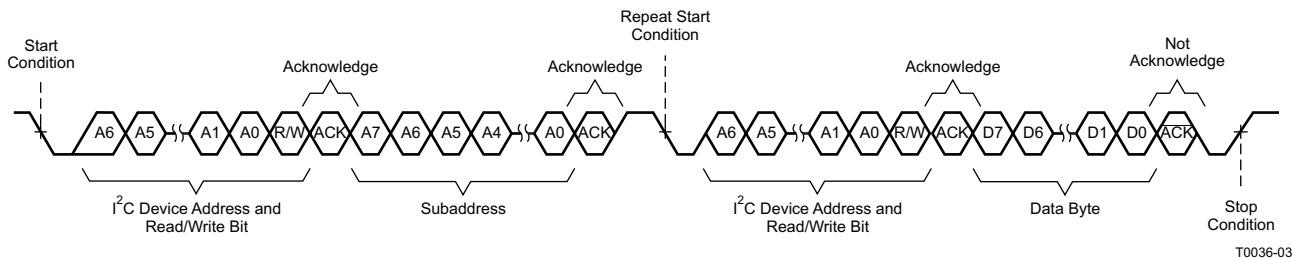 Repeat Start
Condition
Start
Condition
Not
Acknowledge
Acknowledge
Acknowledge
Acknowledge
A6 A5 A1 A0 R/W ACK A7 A6 A5 A4 A0 ACK A6 A5 A1 A0 R/W ACK D7 D6 D1 D0 ACK
I²C Device Address and
Read/Write Bit
Subaddress
I²C Device Address and
Read/Write Bit
Data Byte
Stop
Condition
T0036-03